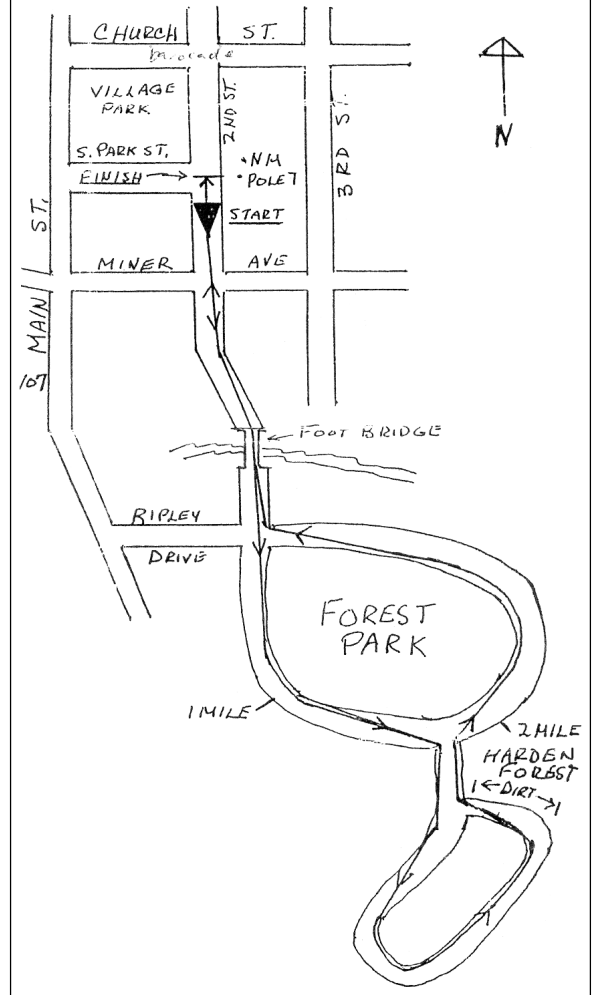 CHURCH ST.
VILLAGE
PARK
2ND ST.
3RD ST.
N
S. PARK ST.
NM
POLE 7
FINISH
START
MINER AVE
MAIN ST.
107
FOOT BRIDGE
RIPLEY
DRIVE
FOREST
PARK
1 MILE
2 MILE
HARDEN
FOREST
DIRT